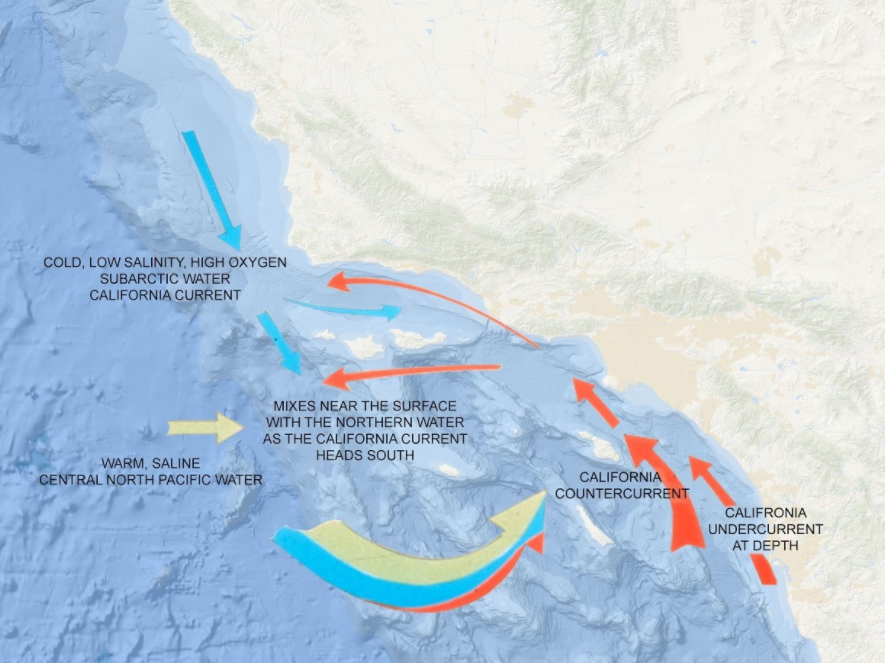 COLD, LOW SALINITY, HIGH OXYGEN
SUBARCTIC WATER
CALIFORNIA CURRENT
MIXES NEAR THE SURFACE
WITH THE NORTHERN WATER
AS THE CALIFORNIA CURRENT
HEADS SOUTH
WARM, SALINE
CENTRAL NORTH PACIFIC WATER
CALIFORNIA
COUNTERCURRENT
CALIFRONIA
UNDERCURRENT
AT DEPTH